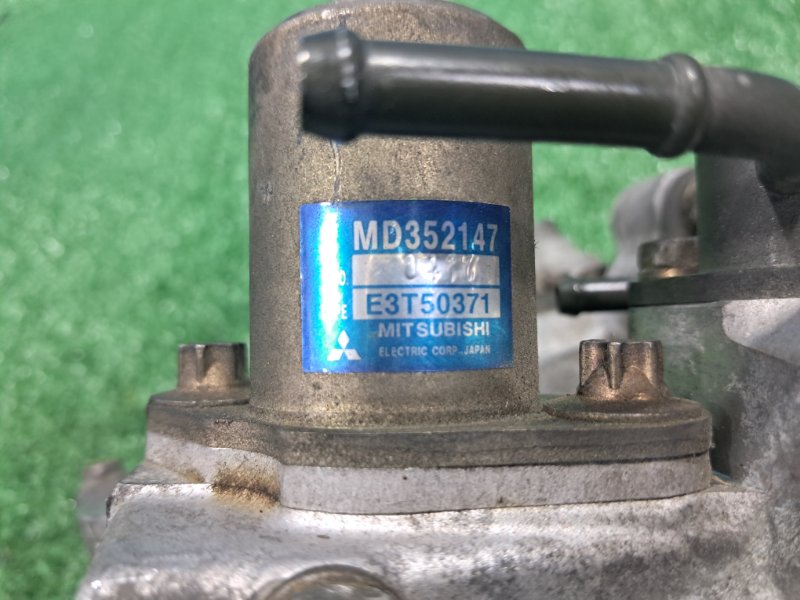 MD352147
E3T50371
MITSUBISHI
ELECTRIC CORP. JAPAN